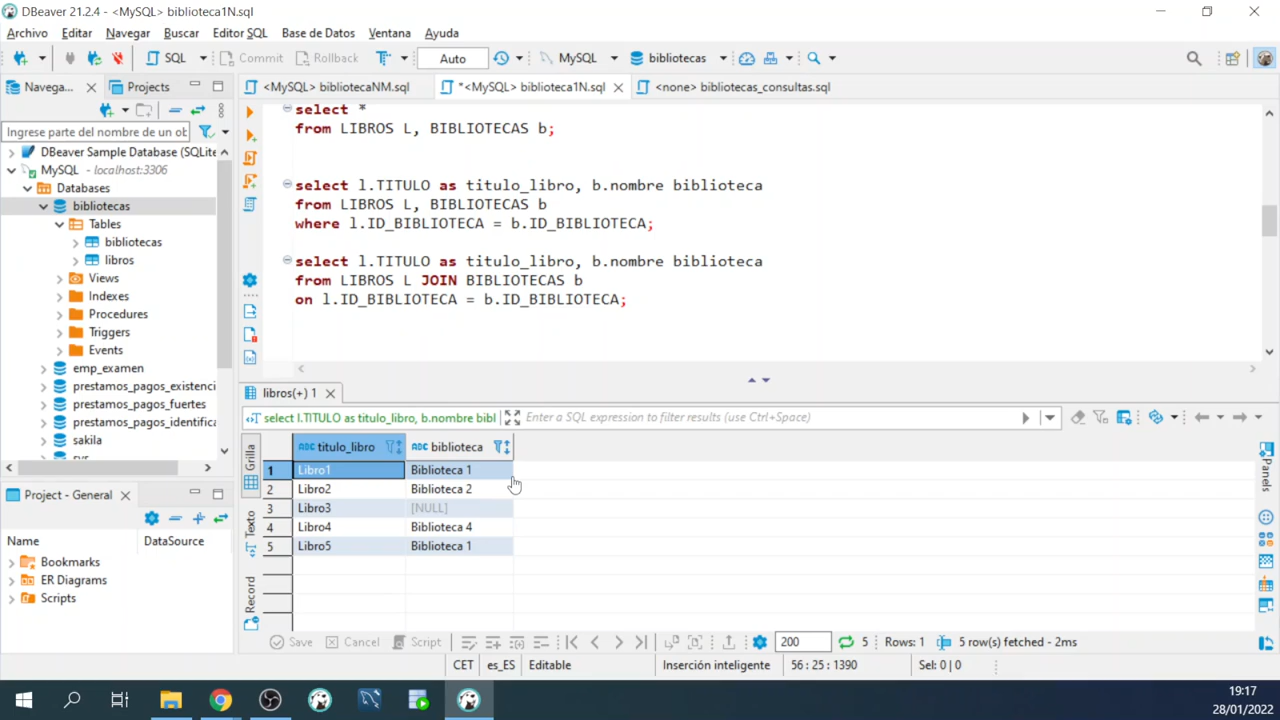 DBeaver 21.2.4 - <MySQL> biblioteca1N.sql
Archivo Editar Navegar Buscar Editor SQL Base de Datos Ventana Ayuda
SQL Commit Rollback Auto MySQL bibliotecas
Navega... Projects
<MySQL> bibliotecaNM.sql *<MySQL> biblioteca1N.sql <none> bibliotecas_consultas.sql
Ingrese parte del nombre de un ob
DBeaver Sample Database (SQLite
MySQL - localhost:3306
Databases
bibliotecas
Tables
bibliotecas
libros
Views
Indexes
Procedures
Triggers
Events
emp_examen
prestamos_pagos_existenci
prestamos_pagos_fuertes
prestamos_pagos_identifica
sakila
sys
select *
from LIBROS L, BIBLIOTECAS b;
select l.TITULO as titulo_libro, b.nombre biblioteca
from LIBROS L, BIBLIOTECAS b
where l.ID_BIBLIOTECA = b.ID_BIBLIOTECA;
select l.TITULO as titulo_libro, b.nombre biblioteca
from LIBROS L JOIN BIBLIOTECAS b
on l.ID_BIBLIOTECA = b.ID_BIBLIOTECA;
libros(+) 1
select l.TITULO as titulo_libro, b.nombre bibl Enter a SQL expression to filter results (use Ctrl+Space)
Grilla
Texto
Record
ABC titulo_libro ABC biblioteca
1 Libro1 Biblioteca 1
2 Libro2 Biblioteca 2
3 Libro3 [NULL]
4 Libro4 Biblioteca 4
5 Libro5 Biblioteca 1
Panels
Project - General
Name DataSource
Bookmarks
ER Diagrams
Scripts
Save Cancel Script 200 5 Rows: 1 5 row(s) fetched - 2ms
CET es_ES Editable Inserción inteligente 56 : 25 : 1390 Sel: 0 | 0
19:17
28/01/2022